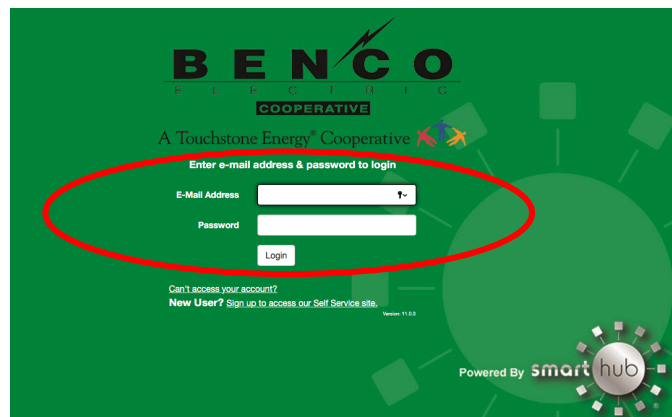 BENCO
ELECTRIC
COOPERATIVE
A Touchstone Energy® Cooperative
Enter e-mail address & password to login
E-Mail Address
Password
Login
Can't access your account?
New User? Sign up to access our Self Service site.
Version: 11.0.0
Powered By smart hub